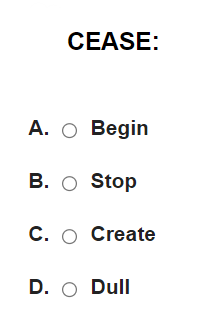 CEASE:
A. Begin
B. Stop
C. Create
D. Dull